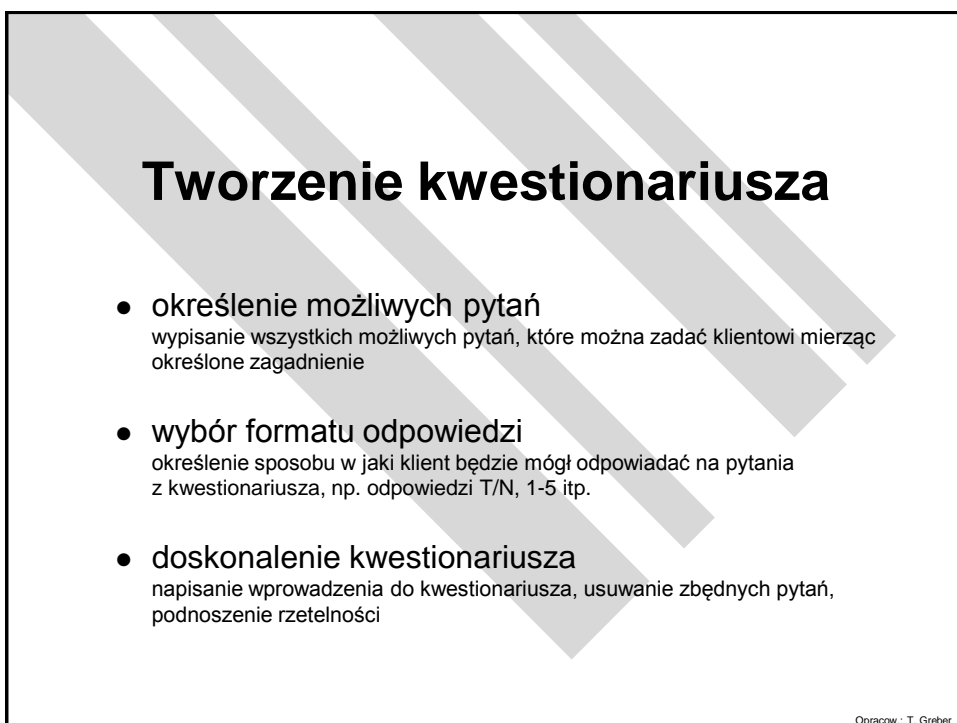 Tworzenie kwestionariusza
● określenie możliwych pytań
wypisanie wszystkich możliwych pytań, które można zadać klientowi mierząc
określone zagadnienie
● wybór formatu odpowiedzi
określenie sposobu w jaki klient będzie mógł odpowiadać na pytania
z kwestionariusza, np. odpowiedzi T/N, 1-5 itp.
● doskonalenie kwestionariusza
napisanie wprowadzenia do kwestionariusza, usuwanie zbędnych pytań,
podnoszenie rzetelności
Opracow.: T. Greber